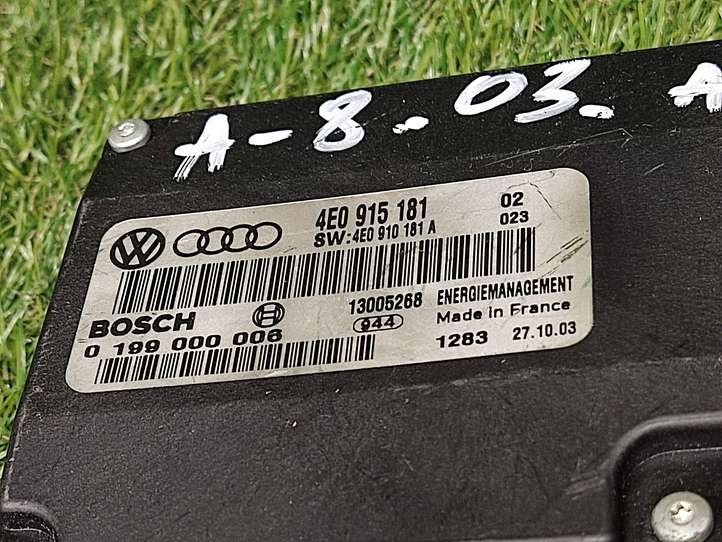 A-8.03. A
4E0 915 181
02
SW:4E0 910 181 A
023
BOSCH
13005268
ENERGIEMANAGEMENT
944
Made in France
0 199 000 006
1283
27.10.03